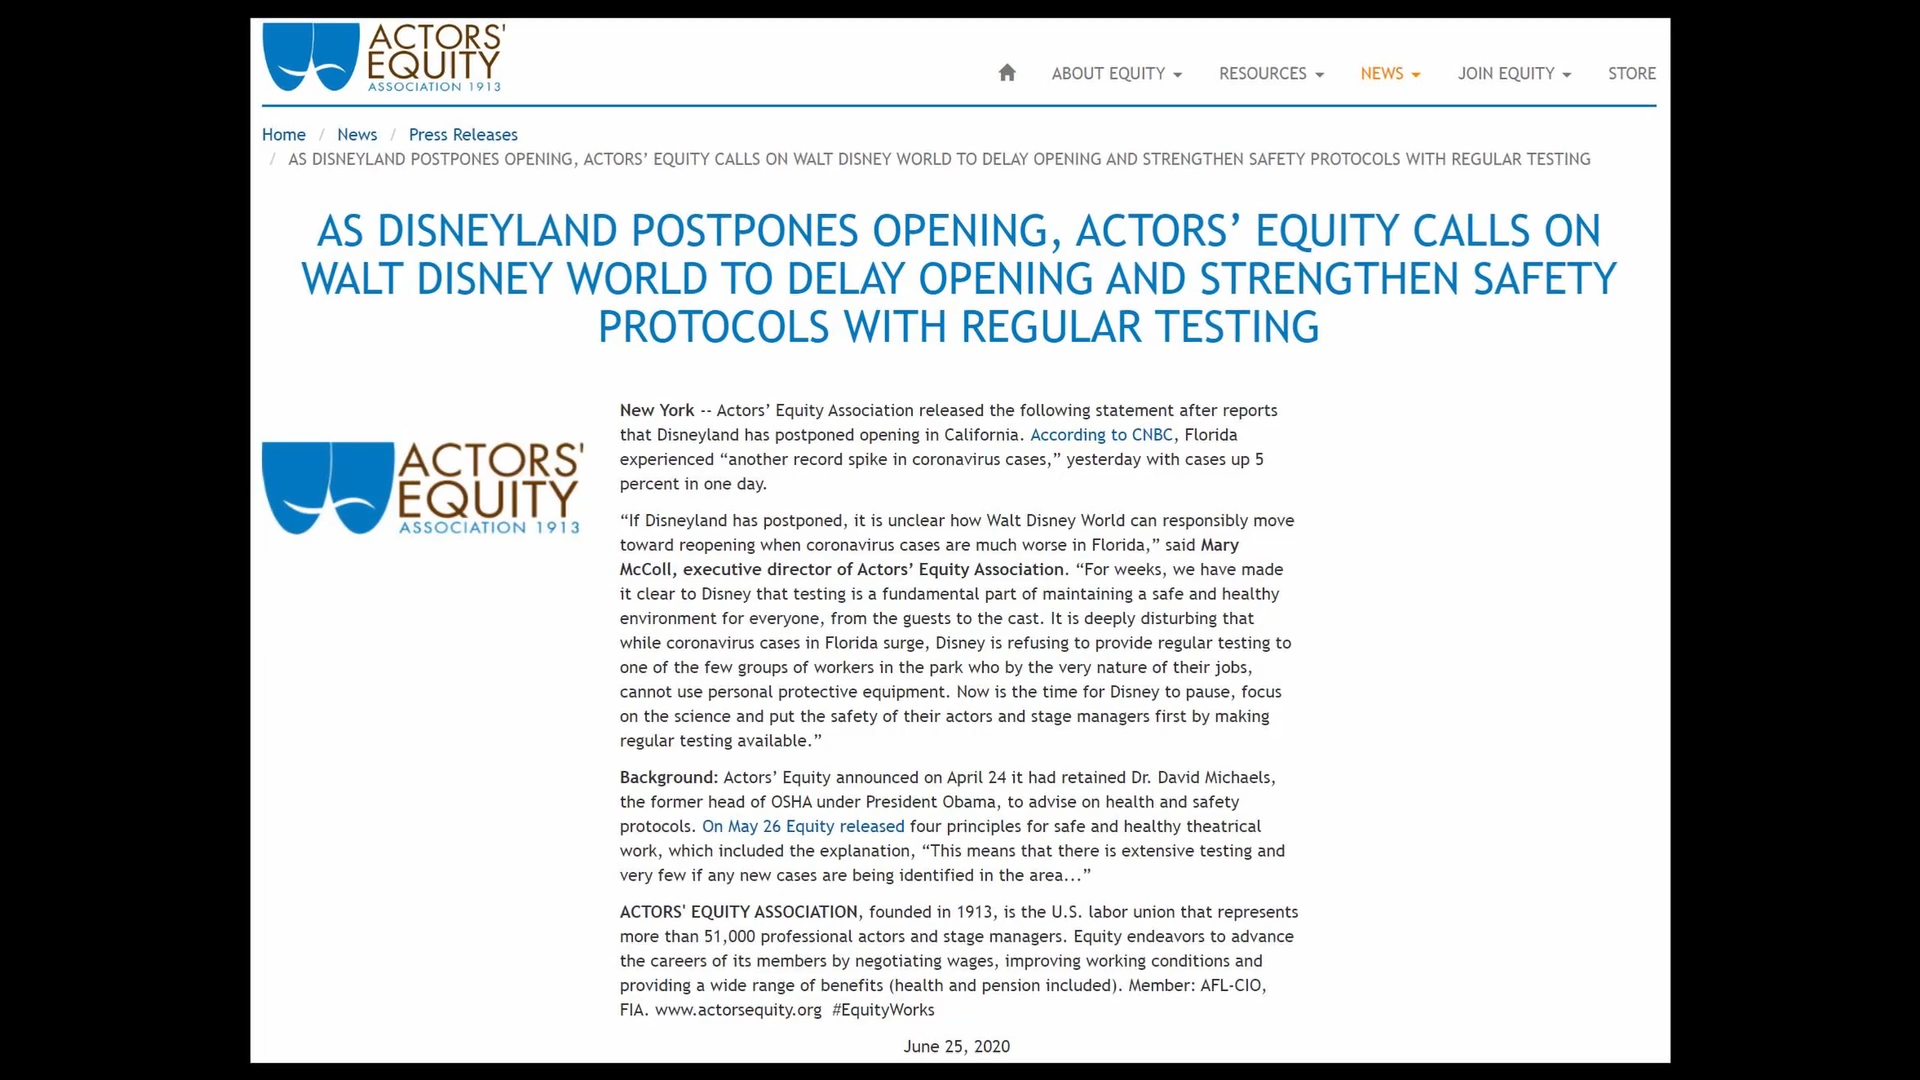 ACTORS'
EQUITY
ASSOCIATION 1913
ABOUT EQUITY RESOURCES NEWS JOIN EQUITY STORE
Home / News / Press Releases
/ AS DISNEYLAND POSTPONES OPENING, ACTORS’ EQUITY CALLS ON WALT DISNEY WORLD TO DELAY OPENING AND STRENGTHEN SAFETY PROTOCOLS WITH REGULAR TESTING
AS DISNEYLAND POSTPONES OPENING, ACTORS’ EQUITY CALLS ON
WALT DISNEY WORLD TO DELAY OPENING AND STRENGTHEN SAFETY
PROTOCOLS WITH REGULAR TESTING
ACTORS'
EQUITY
ASSOCIATION 1913
New York -- Actors’ Equity Association released the following statement after reports
that Disneyland has postponed opening in California. According to CNBC, Florida
experienced “another record spike in coronavirus cases,” yesterday with cases up 5
percent in one day.
“If Disneyland has postponed, it is unclear how Walt Disney World can responsibly move
toward reopening when coronavirus cases are much worse in Florida,” said Mary
McColl, executive director of Actors’ Equity Association. “For weeks, we have made
it clear to Disney that testing is a fundamental part of maintaining a safe and healthy
environment for everyone, from the guests to the cast. It is deeply disturbing that
while coronavirus cases in Florida surge, Disney is refusing to provide regular testing to
one of the few groups of workers in the park who by the very nature of their jobs,
cannot use personal protective equipment. Now is the time for Disney to pause, focus
on the science and put the safety of their actors and stage managers first by making
regular testing available.”
Background: Actors’ Equity announced on April 24 it had retained Dr. David Michaels,
the former head of OSHA under President Obama, to advise on health and safety
protocols. On May 26 Equity released four principles for safe and healthy theatrical
work, which included the explanation, “This means that there is extensive testing and
very few if any new cases are being identified in the area...”
ACTORS' EQUITY ASSOCIATION, founded in 1913, is the U.S. labor union that represents
more than 51,000 professional actors and stage managers. Equity endeavors to advance
the careers of its members by negotiating wages, improving working conditions and
providing a wide range of benefits (health and pension included). Member: AFL-CIO,
FIA. www.actorsequity.org #EquityWorks
June 25, 2020